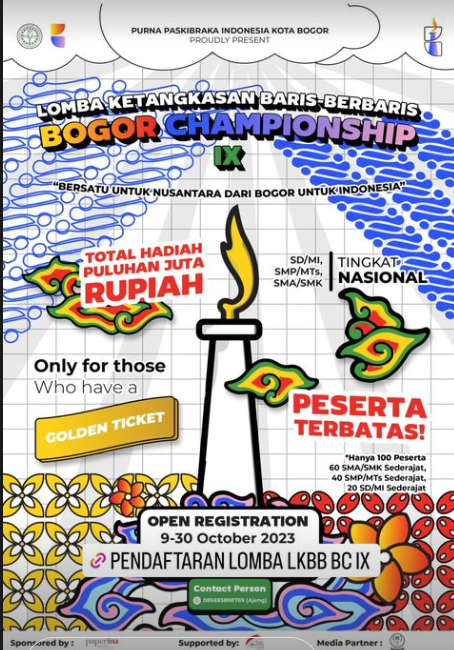 PURNA PASKIBRAKA INDONESIA KOTA BOGOR
PROUDLY PRESENT
LOMBA KETANGKASAN BARIS-BERBARIS
BOGOR CHAMPIONSHIP
IX
“BERSATU UNTUK NUSANTARA DARI BOGOR UNTUK INDONESIA”
TOTAL HADIAH
PULUHAN JUTA
RUPIAH
SD/MI,
SMP/MTs,
SMA/SMK
TINGKAT
NASIONAL
Only for those
Who have a
GOLDEN TICKET
PESERTA
TERBATAS!
*Hanya 100 Peserta
60 SMA/SMK Sederajat,
40 SMP/MTs Sederajat,
20 SD/MI Sederajat
OPEN REGISTRATION
9-30 October 2023
PENDAFTARAN LOMBA LKBB BC IX
Contact Person
085693898769 (Ajeng)
Sponsored by :
paperina
Supported by:
Media Partner :